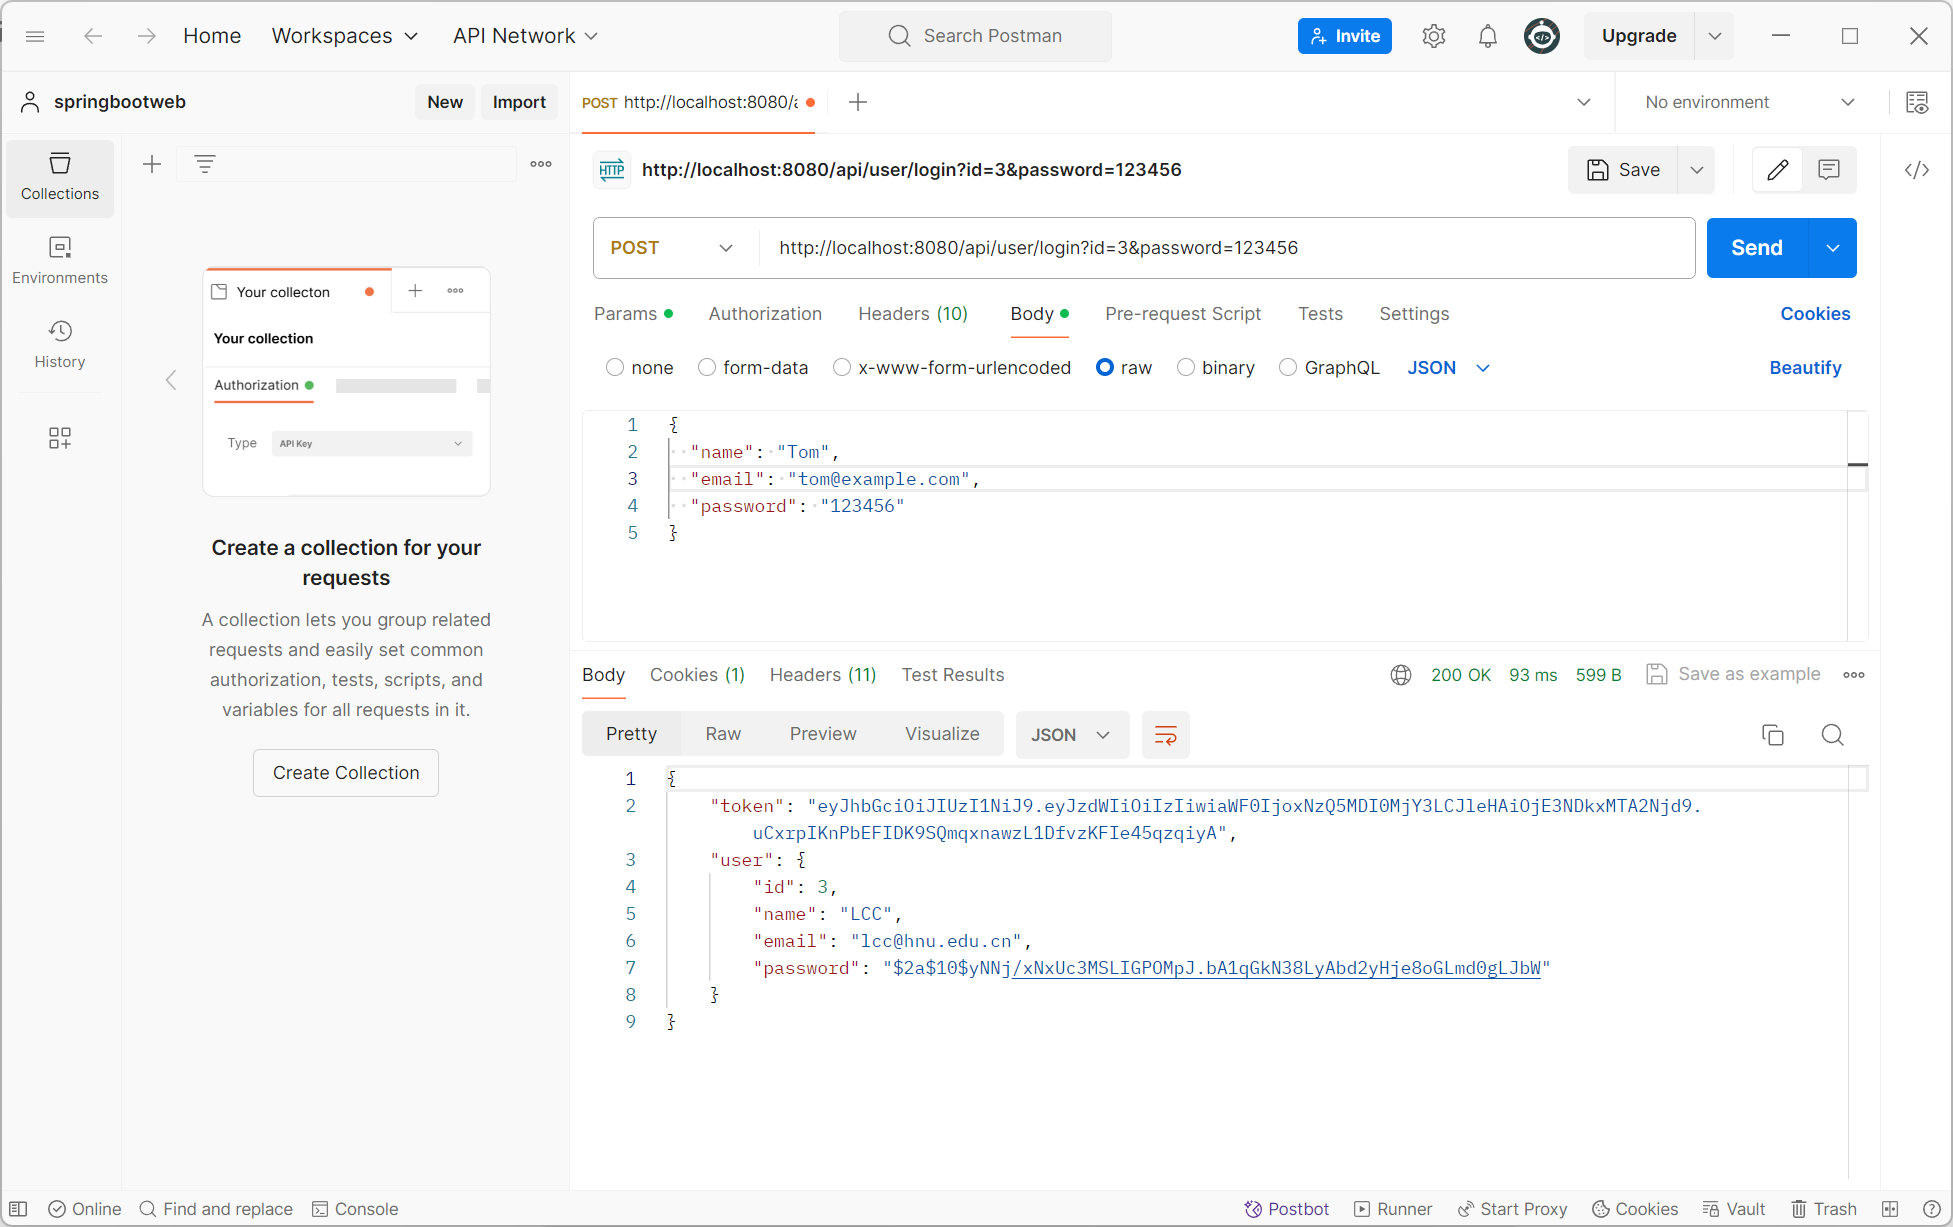 Home Workspaces API Network Search Postman Invite Upgrade
springbootweb New Import POST http://localhost:8080/a No environment
Collections
Environments
History
Your collecton
Your collection
Authorization
Type API Key
Create a collection for your
requests
A collection lets you group related
requests and easily set common
authorization, tests, scripts, and
variables for all requests in it.
Create Collection
HTTP http://localhost:8080/api/user/login?id=3&password=123456 Save
POST http://localhost:8080/api/user/login?id=3&password=123456 Send
Params Authorization Headers (10) Body Pre-request Script Tests Settings Cookies
none form-data x-www-form-urlencoded raw binary GraphQL JSON Beautify
1 {
2 "name": "Tom",
3 "email": "tom@example.com",
4 "password": "123456"
5 }
Body Cookies (1) Headers (11) Test Results 200 OK 93 ms 599 B Save as example
Pretty Raw Preview Visualize JSON
1 {
2 "token": "eyJhbGciOiJIUzI1NiJ9.eyJzdWIiOiIzIiwiaWF0IjoxNzQ5MDI0MjY3LCJleHAiOjE3NDkxMTA2Njd9.
uCxrpIKnPbEFIDK9SQmqxnawzL1DfvzKFIe45qzqiyA",
3 "user": {
4 "id": 3,
5 "name": "LCC",
6 "email": "lcc@hnu.edu.cn",
7 "password": "$2a$10$yNNj/xNxUc3MSLIGPOMpJ.bA1qGkN38LyAbd2yHje8oGLmd0gLJbW"
8 }
9 }
Online Find and replace Console Postbot Runner Start Proxy Cookies Vault Trash